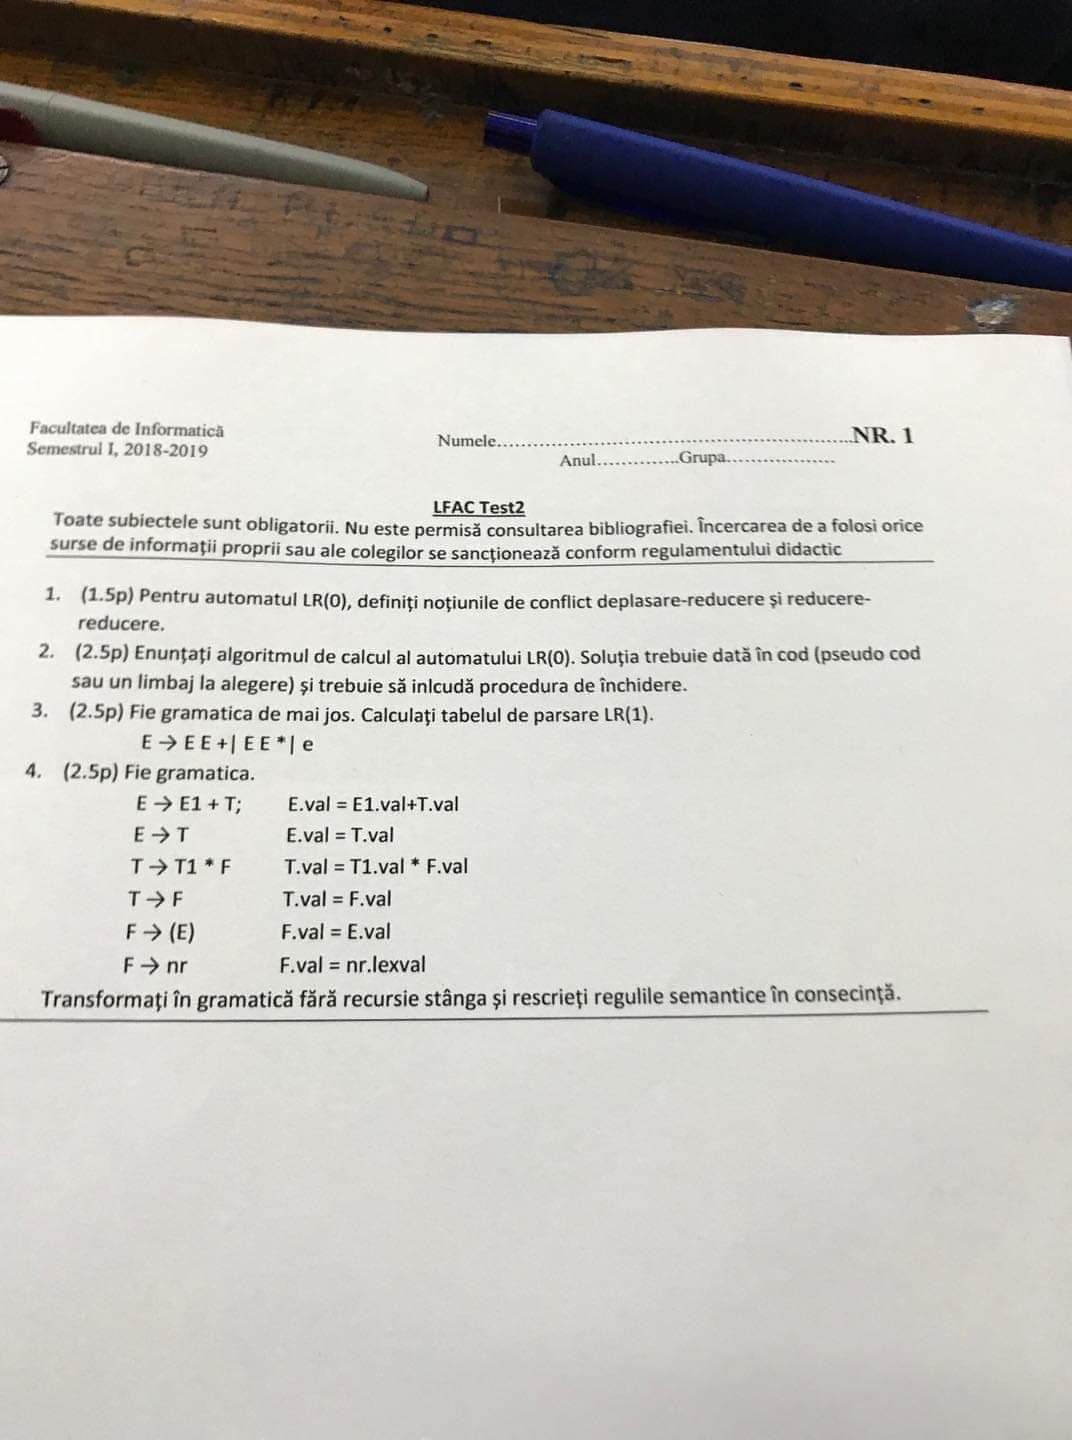 Facultatea de Informatică
Semestrul I, 2018-2019
Numele..............................................................NR. 1
Anul..............Grupa..................
LFAC Test2
Toate subiectele sunt obligatorii. Nu este permisă consultarea bibliografiei. Încercarea de a folosi orice
surse de informații proprii sau ale colegilor se sancționează conform regulamentului didactic
1. (1.5p) Pentru automatul LR(0), definiți noțiunile de conflict deplasare-reducere și reducere-
reducere.
2. (2.5p) Enunțați algoritmul de calcul al automatului LR(0). Soluția trebuie dată în cod (pseudo cod
sau un limbaj la alegere) și trebuie să inlcudă procedura de închidere.
3. (2.5p) Fie gramatica de mai jos. Calculați tabelul de parsare LR(1).
E → E E +| E E *| e
4. (2.5p) Fie gramatica.
E → E1 + T; E.val = E1.val+T.val
E → T E.val = T.val
T → T1 * F T.val = T1.val * F.val
T → F T.val = F.val
F → (E) F.val = E.val
F → nr F.val = nr.lexval
Transformați în gramatică fără recursie stânga și rescrieți regulile semantice în consecință.